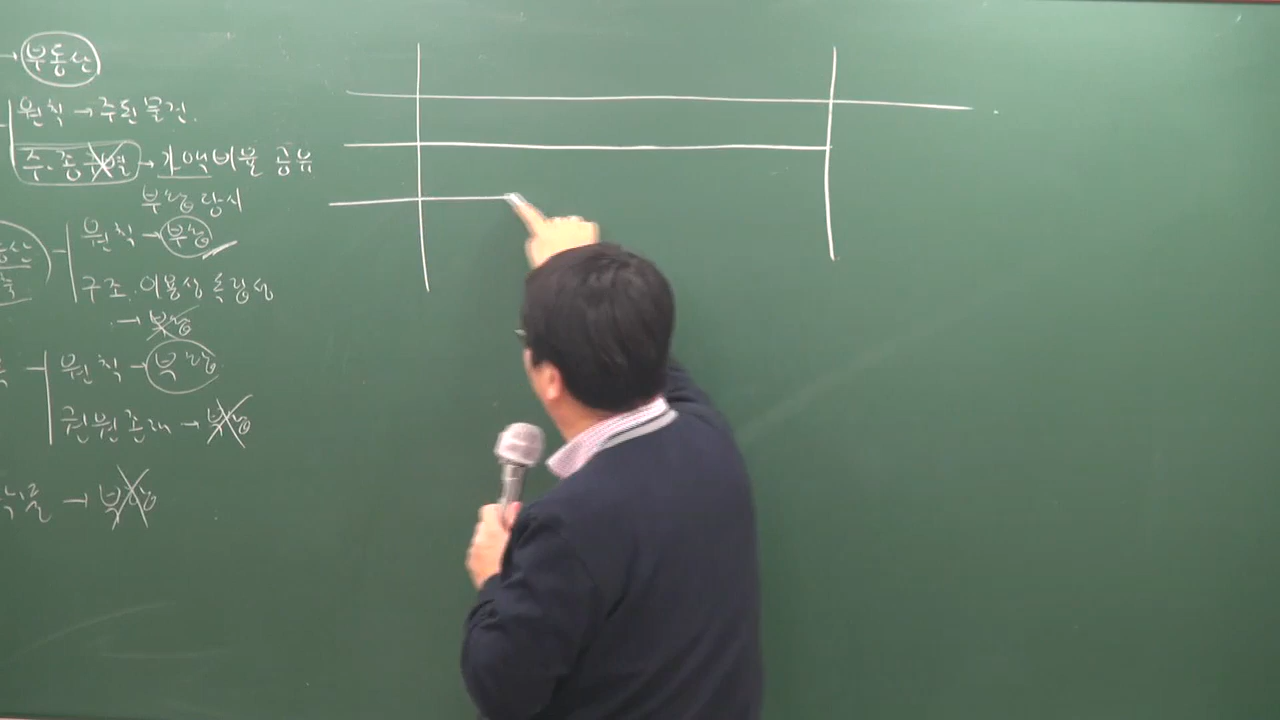 → 부동산
원칙 → 주된 물건.
주·종 구별 → 가액비율 공유
부합 당시
원칙 → 부합
구조. 이용상 독립성
→ 부합
원칙 → 부합
권원 존재 → 부합
→ 부합